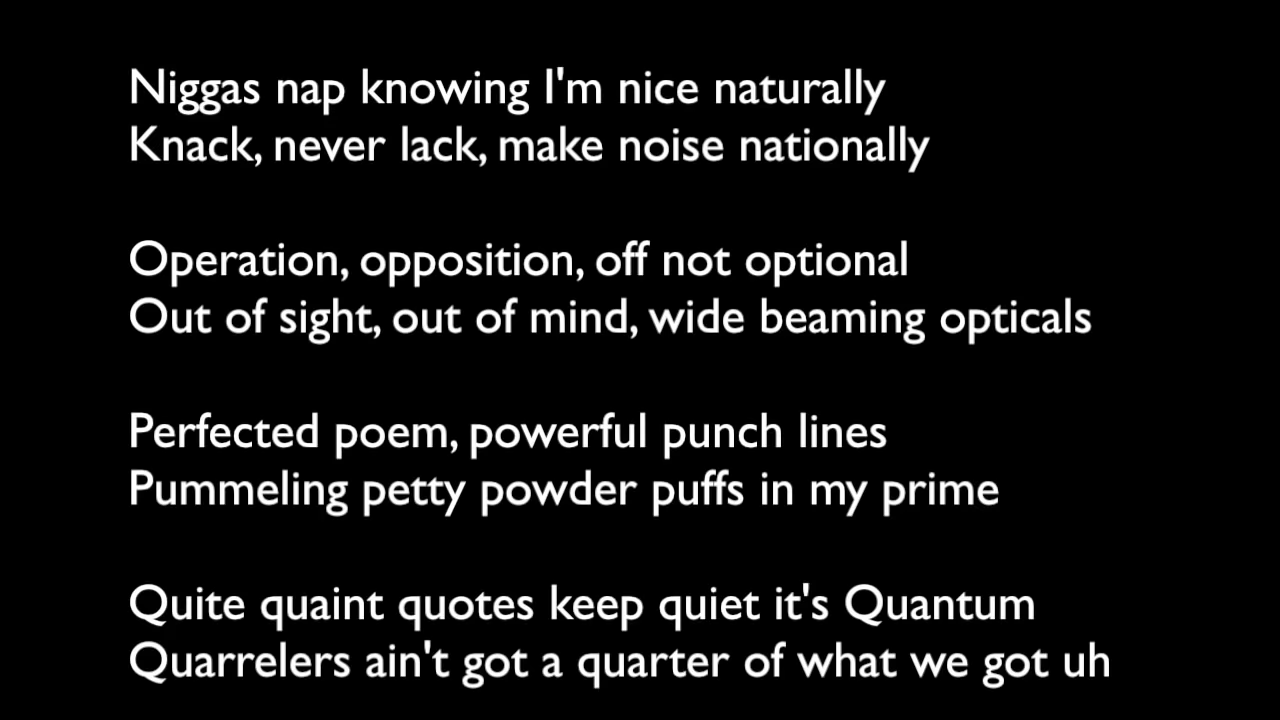 Niggas nap knowing I'm nice naturally
Knack, never lack, make noise nationally
Operation, opposition, off not optional
Out of sight, out of mind, wide beaming opticals
Perfected poem, powerful punch lines
Pummeling petty powder puffs in my prime
Quite quaint quotes keep quiet it's Quantum
Quarrelers ain't got a quarter of what we got uh